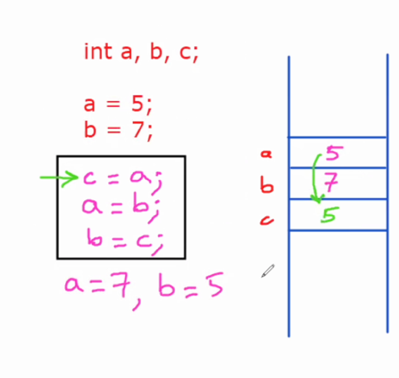 int a, b, c;
a = 5;
b = 7;
c = a;
a = b;
b = c;
a = 7, b = 5
a 5
b 7
c 5